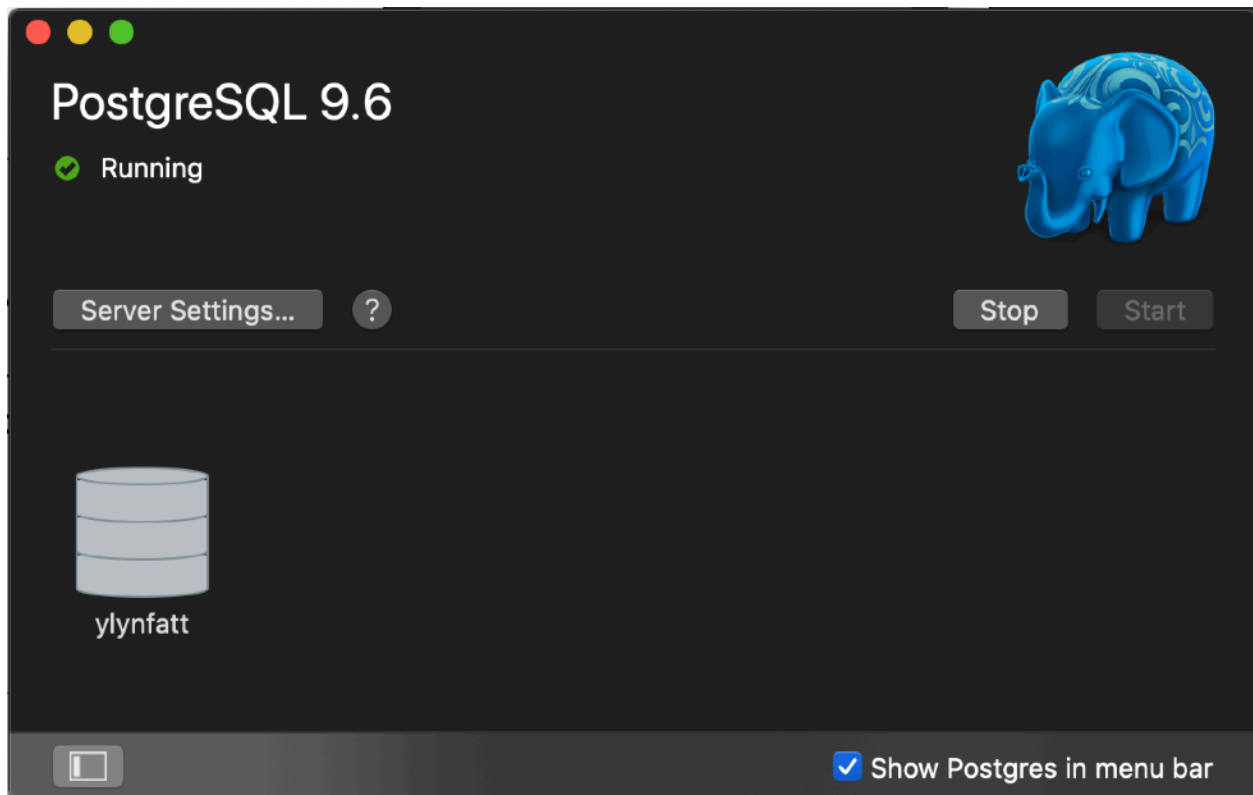 PostgreSQL 9.6
Running
Server Settings...
?
Stop
Start
ylynfatt
Show Postgres in menu bar